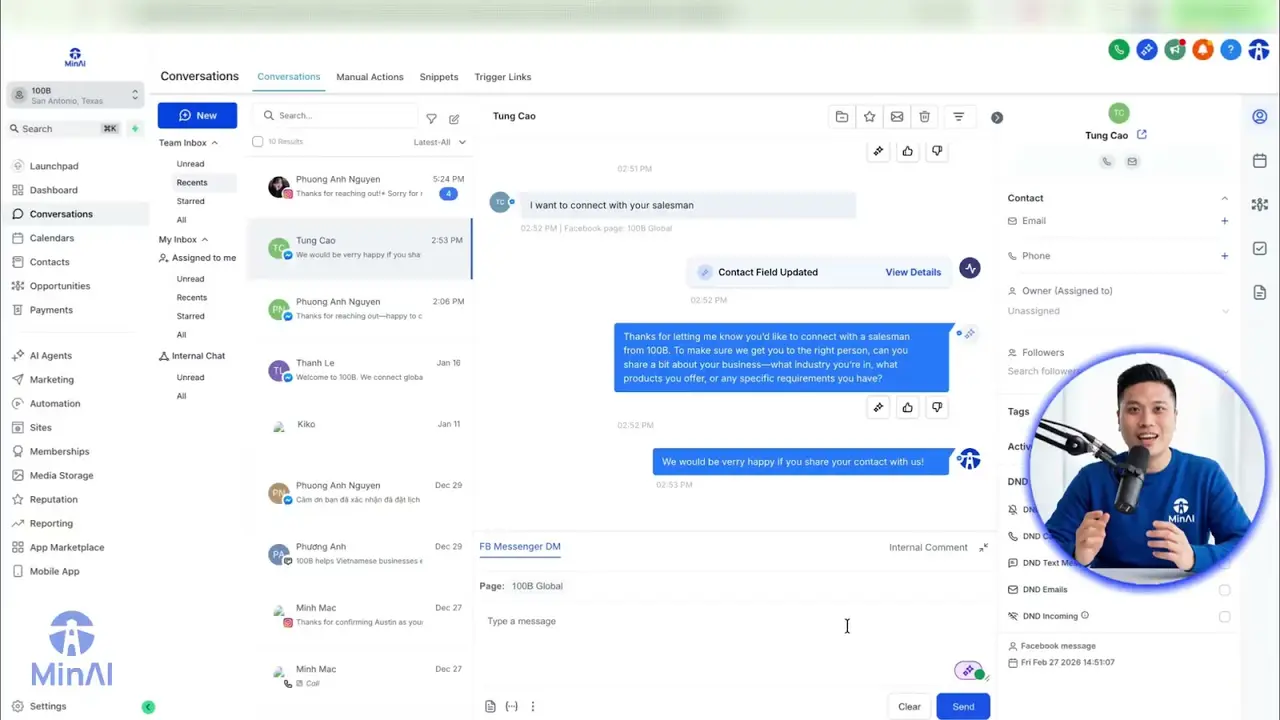 MinAI
100B
San Antonio, Texas
Search
⌘K
Launchpad
Dashboard
Conversations
Calendars
Contacts
Opportunities
Payments
AI Agents
Marketing
Automation
Sites
Memberships
Media Storage
Reputation
Reporting
App Marketplace
Mobile App
MinAI
Settings
Conversations
Conversations
Manual Actions
Snippets
Trigger Links
New
Team Inbox
Unread
Recents
Starred
All
My Inbox
Assigned to me
Unread
Recents
Starred
All
Internal Chat
Unread
All
Search...
10 Results
Latest-All
Phuong Anh Nguyen
5:24 PM
Thanks for reaching out!+ Sorry for r
4
TC
Tung Cao
2:53 PM
We would be verry happy if you sha
PN
Phuong Anh Nguyen
2:06 PM
Thanks for reaching out—happy to c
TL
Thanh Le
Jan 16
Welcome to 100B. We connect globa
Kiko
Jan 11
PN
Phuong Anh Nguyen
Dec 29
Cảm ơn bạn đã xác nhận đã đặt lịch
PA
Phương Anh
Dec 29
100B helps Vietnamese businesses e
Minh Mac
Dec 27
Thanks for confirming Austin as your
Minh Mac
Dec 27
Call
Tung Cao
02:51 PM
TC
I want to connect with your salesman
02:52 PM | Facebook page: 100B Global
Contact Field Updated
View Details
02:52 PM
Thanks for letting me know you'd like to connect with a salesman
from 100B. To make sure we get you to the right person, can you
share a bit about your business—what industry you're in, what
products you offer, or any specific requirements you have?
02:52 PM
We would be verry happy if you share your contact with us!
02:53 PM
FB Messenger DM
Internal Comment
Page: 100B Global
Type a message
Clear
Send
TC
Tung Cao
Contact
Email
Phone
Owner (Assigned to)
Unassigned
Followers
Search followers
Tags
DND
DND Text
DND Emails
DND Incoming
Facebook message
Fri Feb 27 2026 14:51:07
MinAI